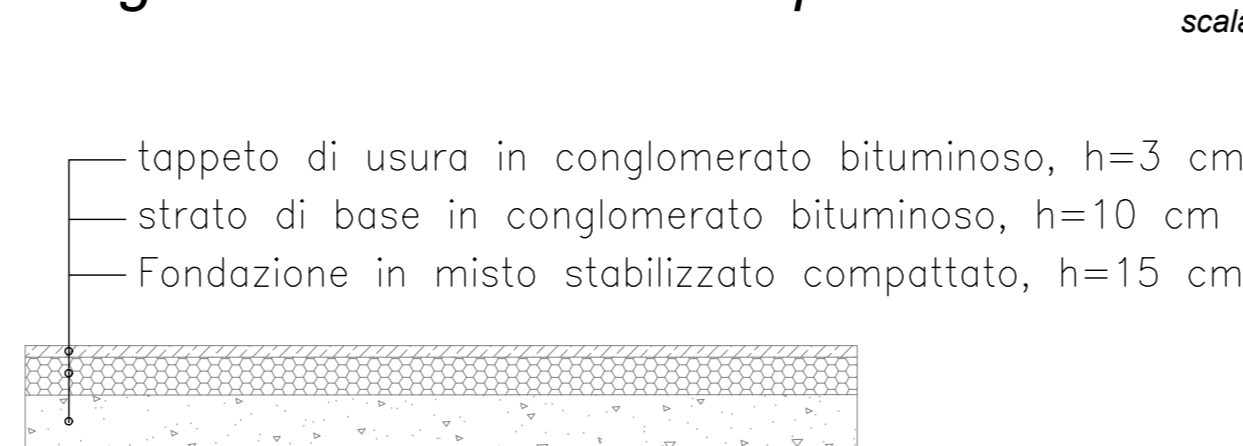 tappeto di usura in conglomerato bituminoso, h=3 cm
strato di base in conglomerato bituminoso, h=10 cm
Fondazione in misto stabilizzato compattato, h=15 cm